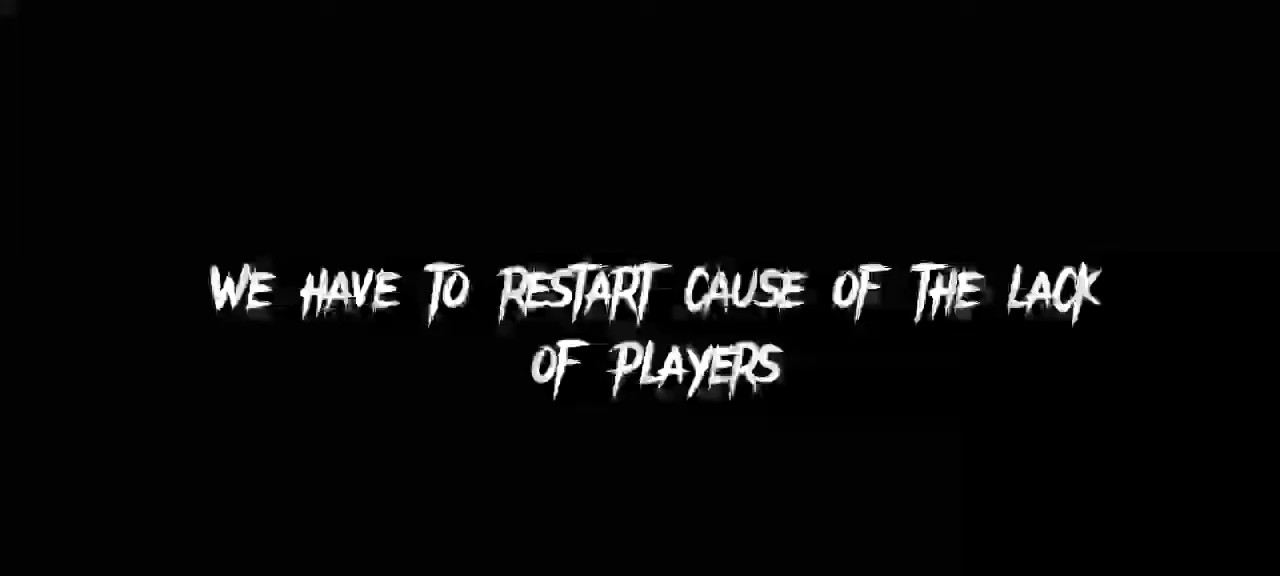 WE HAVE TO RESTART CAUSE OF THE LACK
OF PLAYERS